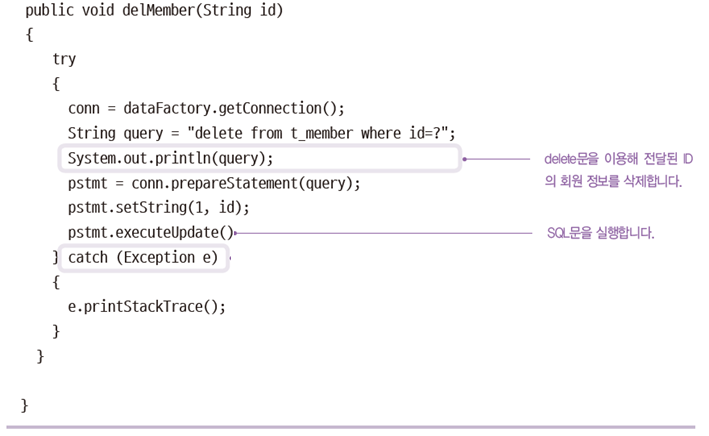 public void delMember(String id)
{
try
{
conn = dataFactory.getConnection();
String query = "delete from t_member where id=?";
System.out.println(query);
delete문을 이용해 전달된 ID
의 회원 정보를 삭제합니다.
pstmt = conn.prepareStatement(query);
pstmt.setString(1, id);
pstmt.executeUpdate()
SQL문을 실행합니다.
} catch (Exception e)
{
e.printStackTrace();
}
}
}